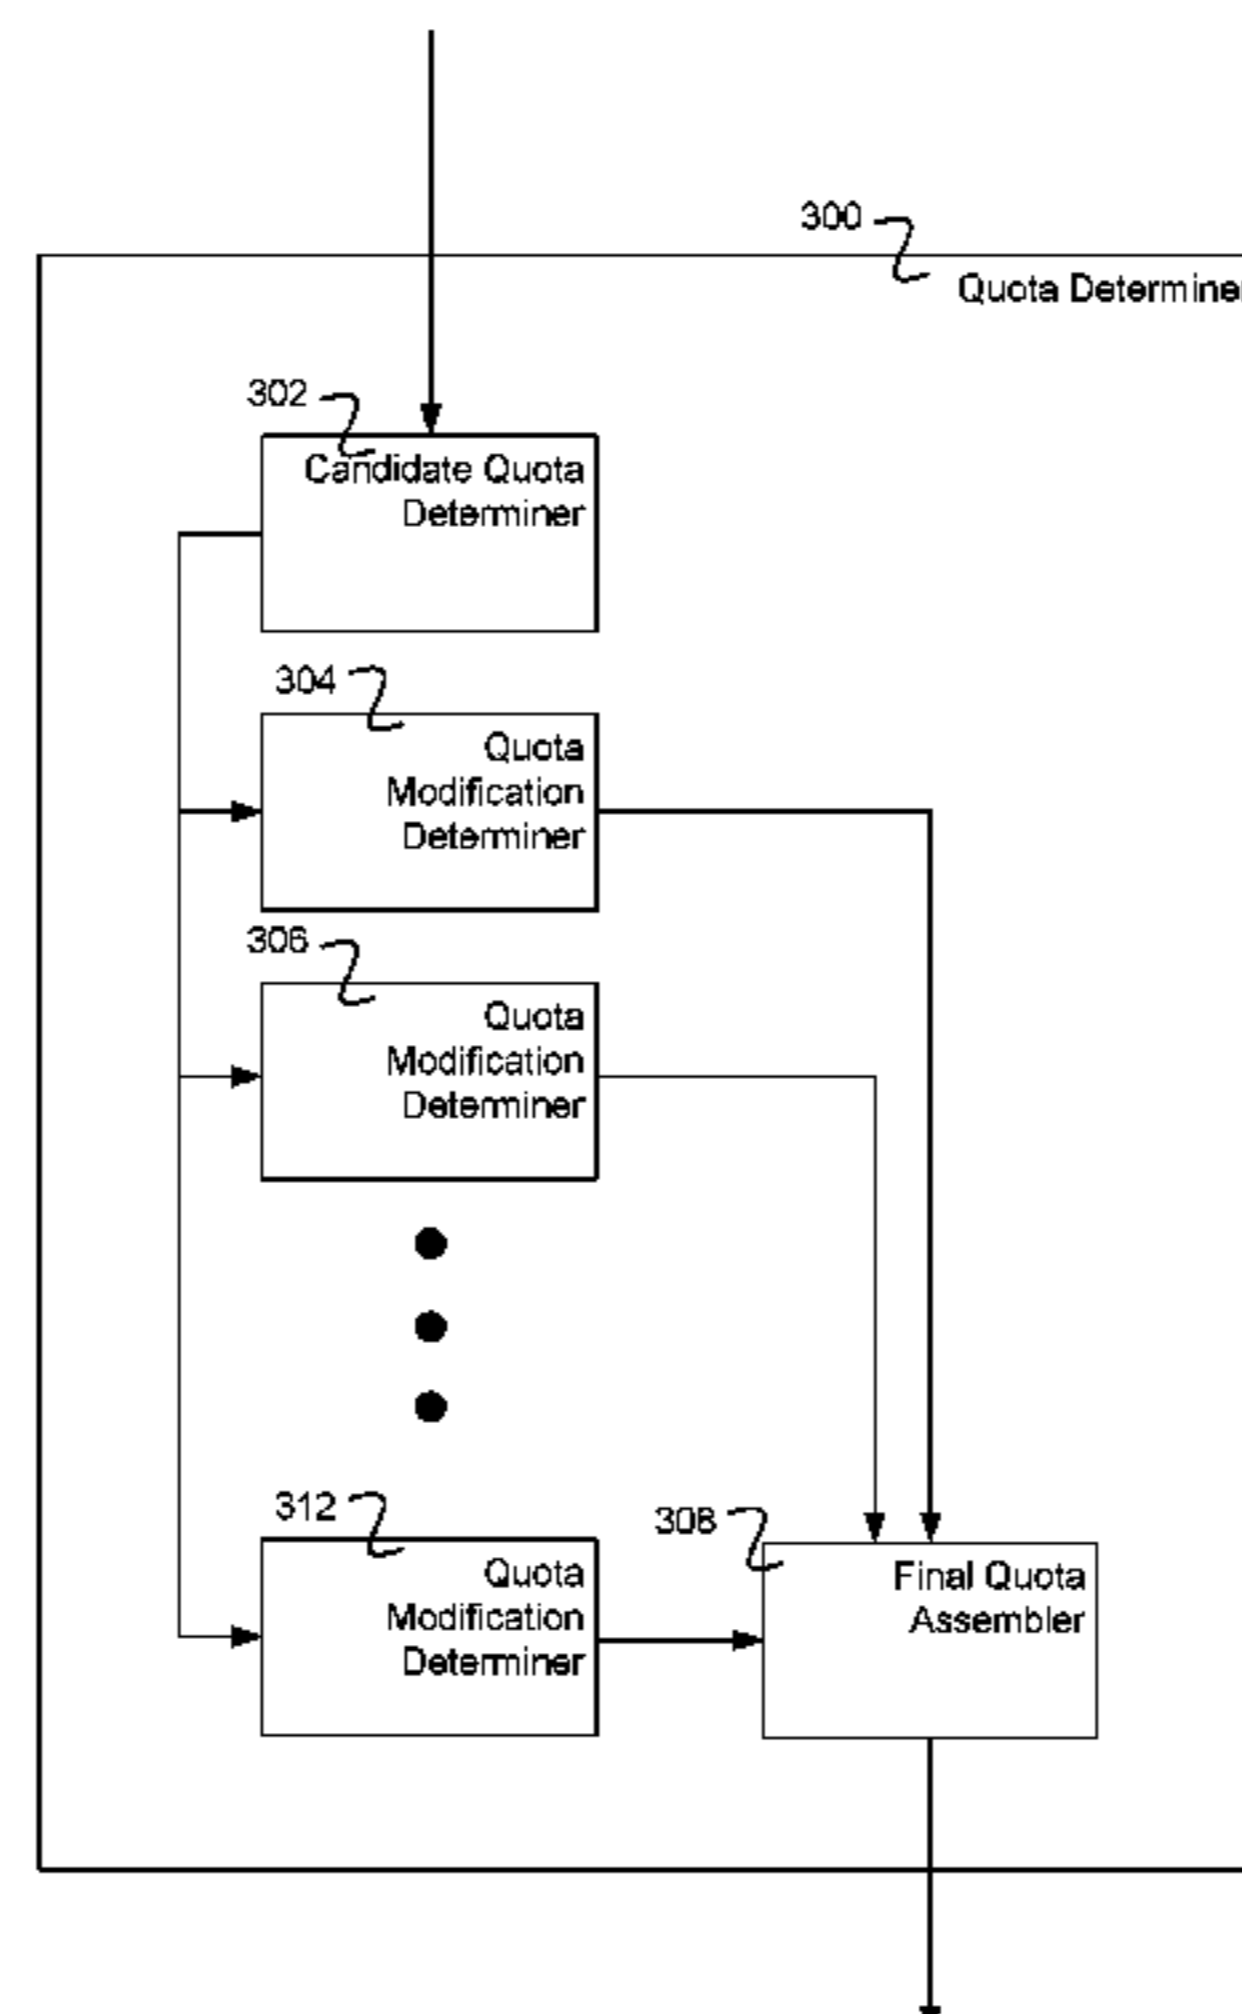 300
Quota Determiner
302
Candidate Quota
Determiner
304
Quota
Modification
Determiner
306
Quota
Modification
Determiner
312
Quota
Modification
Determiner
308
Final Quota
Assembler